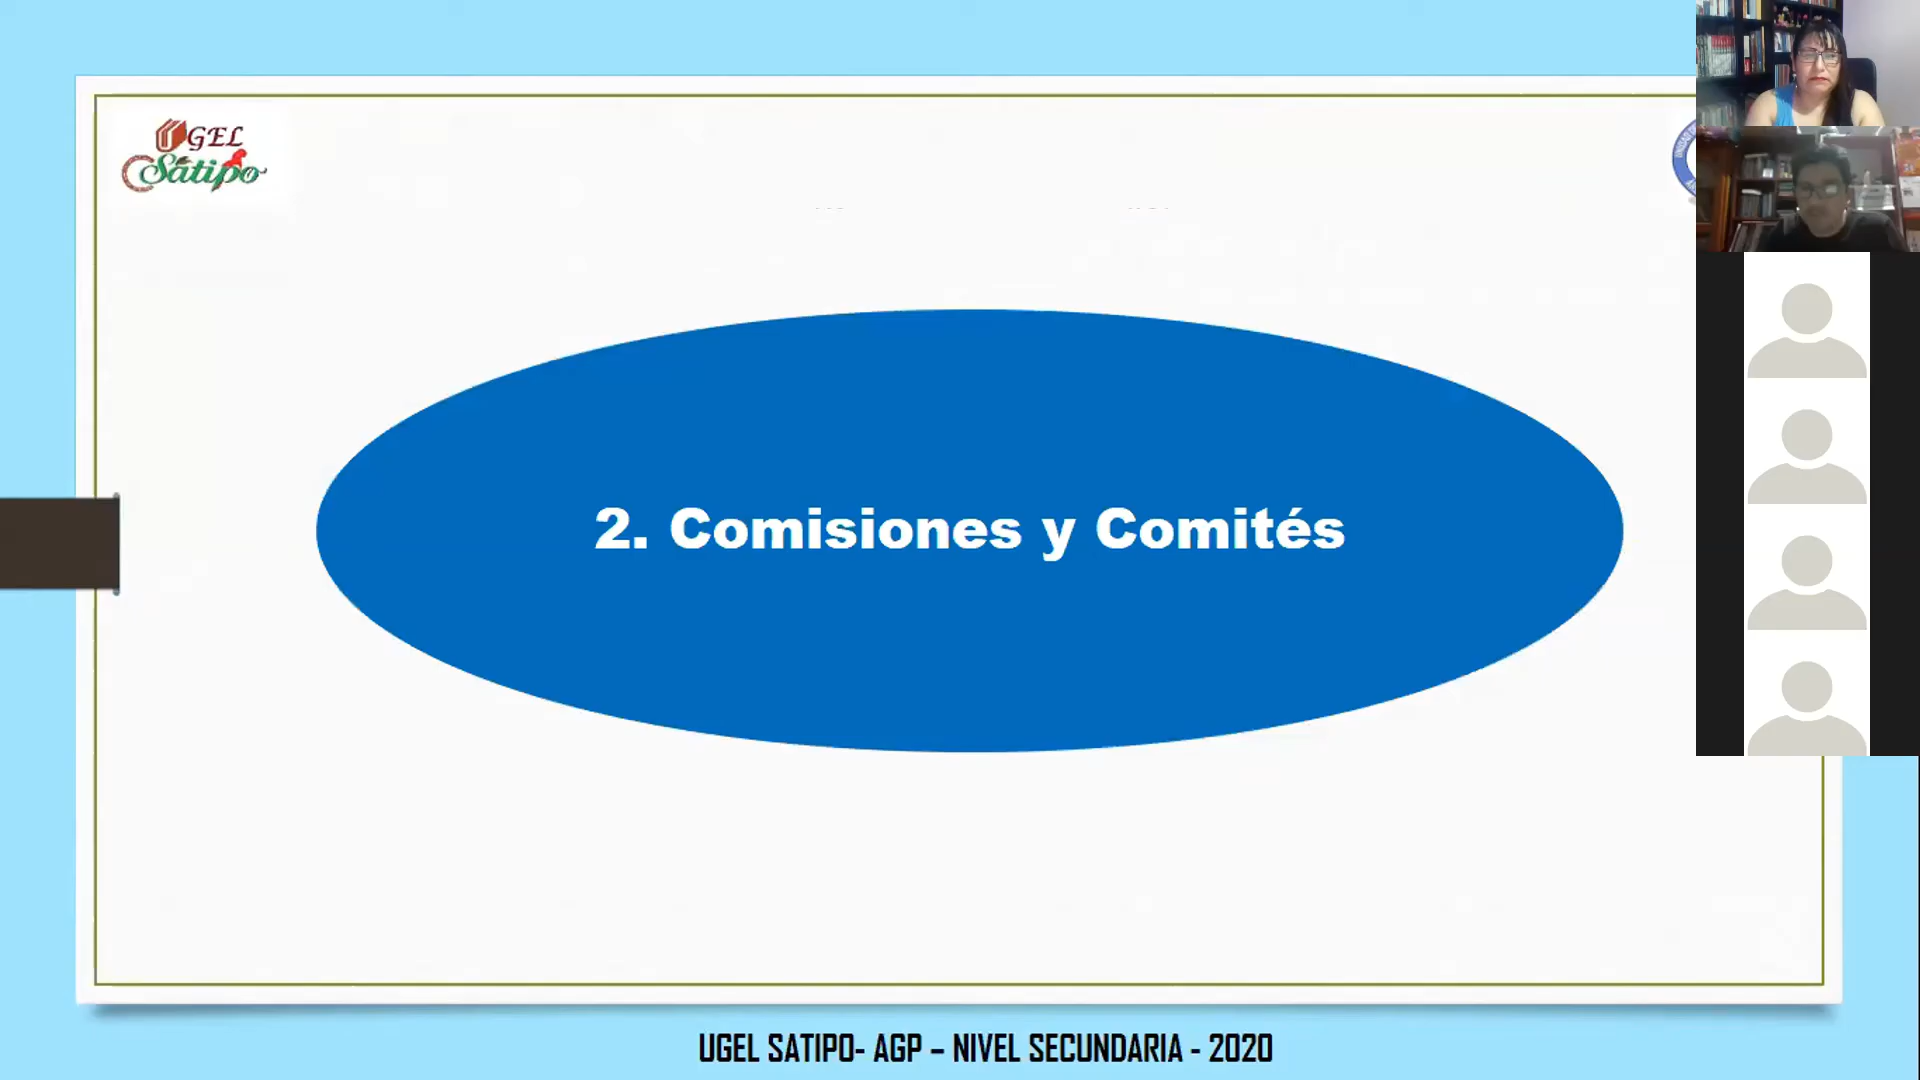 UGEL
Satipo
2. Comisiones y Comités
UGEL SATIPO- AGP – NIVEL SECUNDARIA - 2020